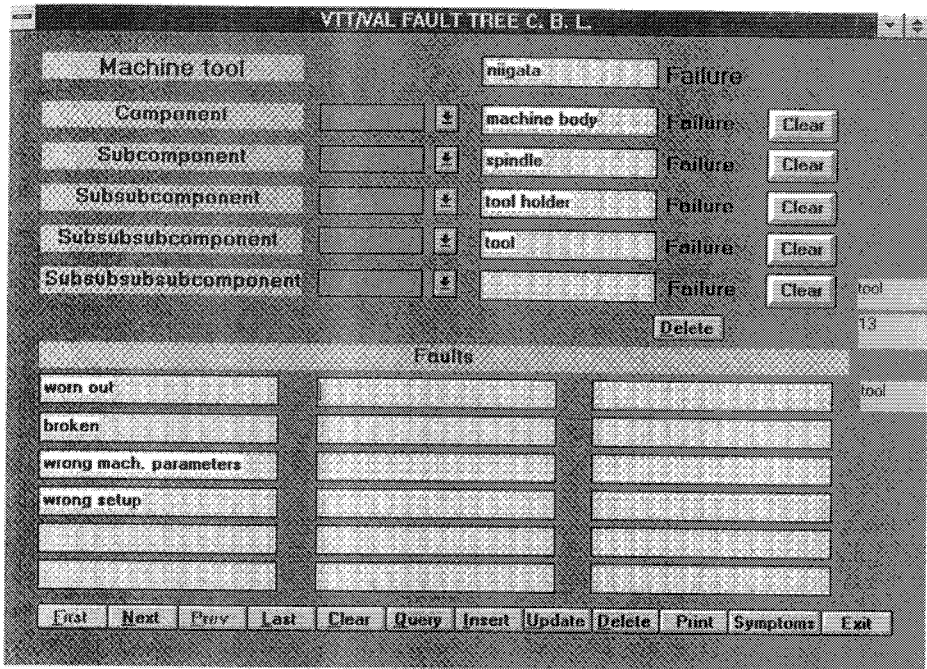 VTT/VAL FAULT TREE C. B. L.
Machine tool niigata Failure
Component machine body Failure Clear
Subcomponent spindle Failure Clear
Subsubcomponent tool holder Failure Clear
Subsubsubcomponent tool Failure Clear
Subsubsubsubcomponent Failure Clear
tool
Delete
13
Faults
worn out
tool
broken
wrong mach. parameters
wrong setup
First Next Prev Last Clear Query Insert Update Delete Print Symptoms Exit